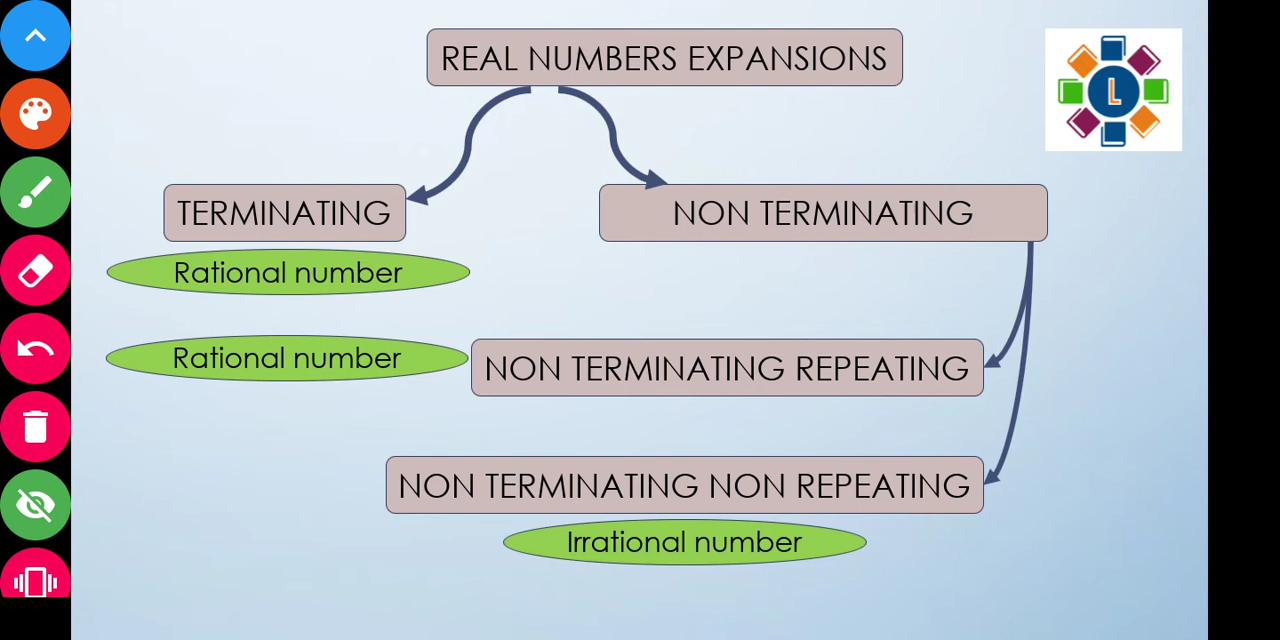 REAL NUMBERS EXPANSIONS
L
TERMINATING
NON TERMINATING
Rational number
Rational number
NON TERMINATING REPEATING
NON TERMINATING NON REPEATING
Irrational number